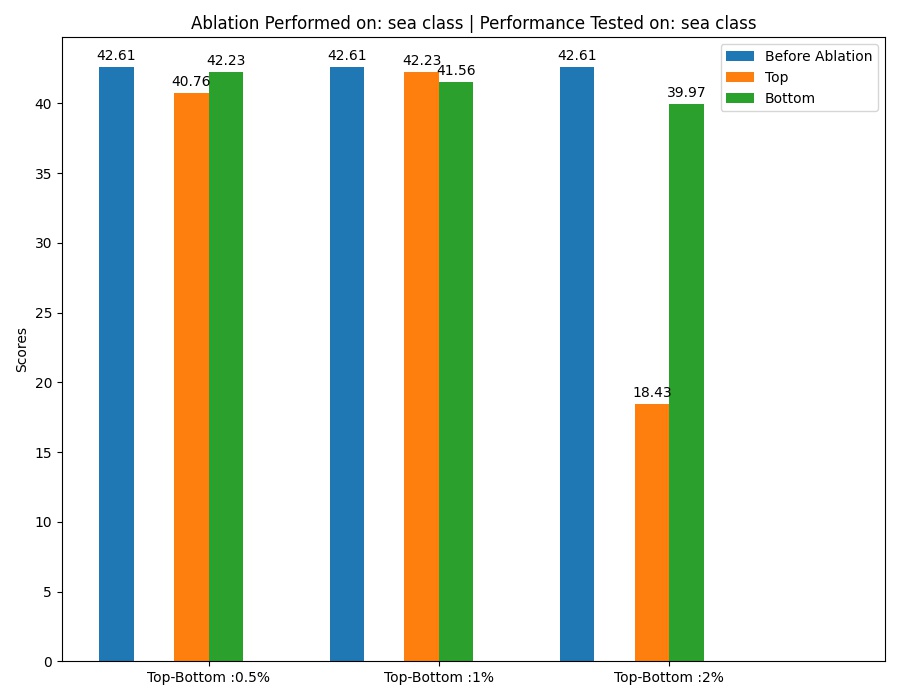 Ablation Performed on: sea class | Performance Tested on: sea class
42.61
40.76
42.23
42.61
42.23
41.56
42.61
18.43
39.97
Before Ablation
Top
Bottom
Scores
40
35
30
25
20
15
10
5
0
Top-Bottom :0.5%
Top-Bottom :1%
Top-Bottom :2%